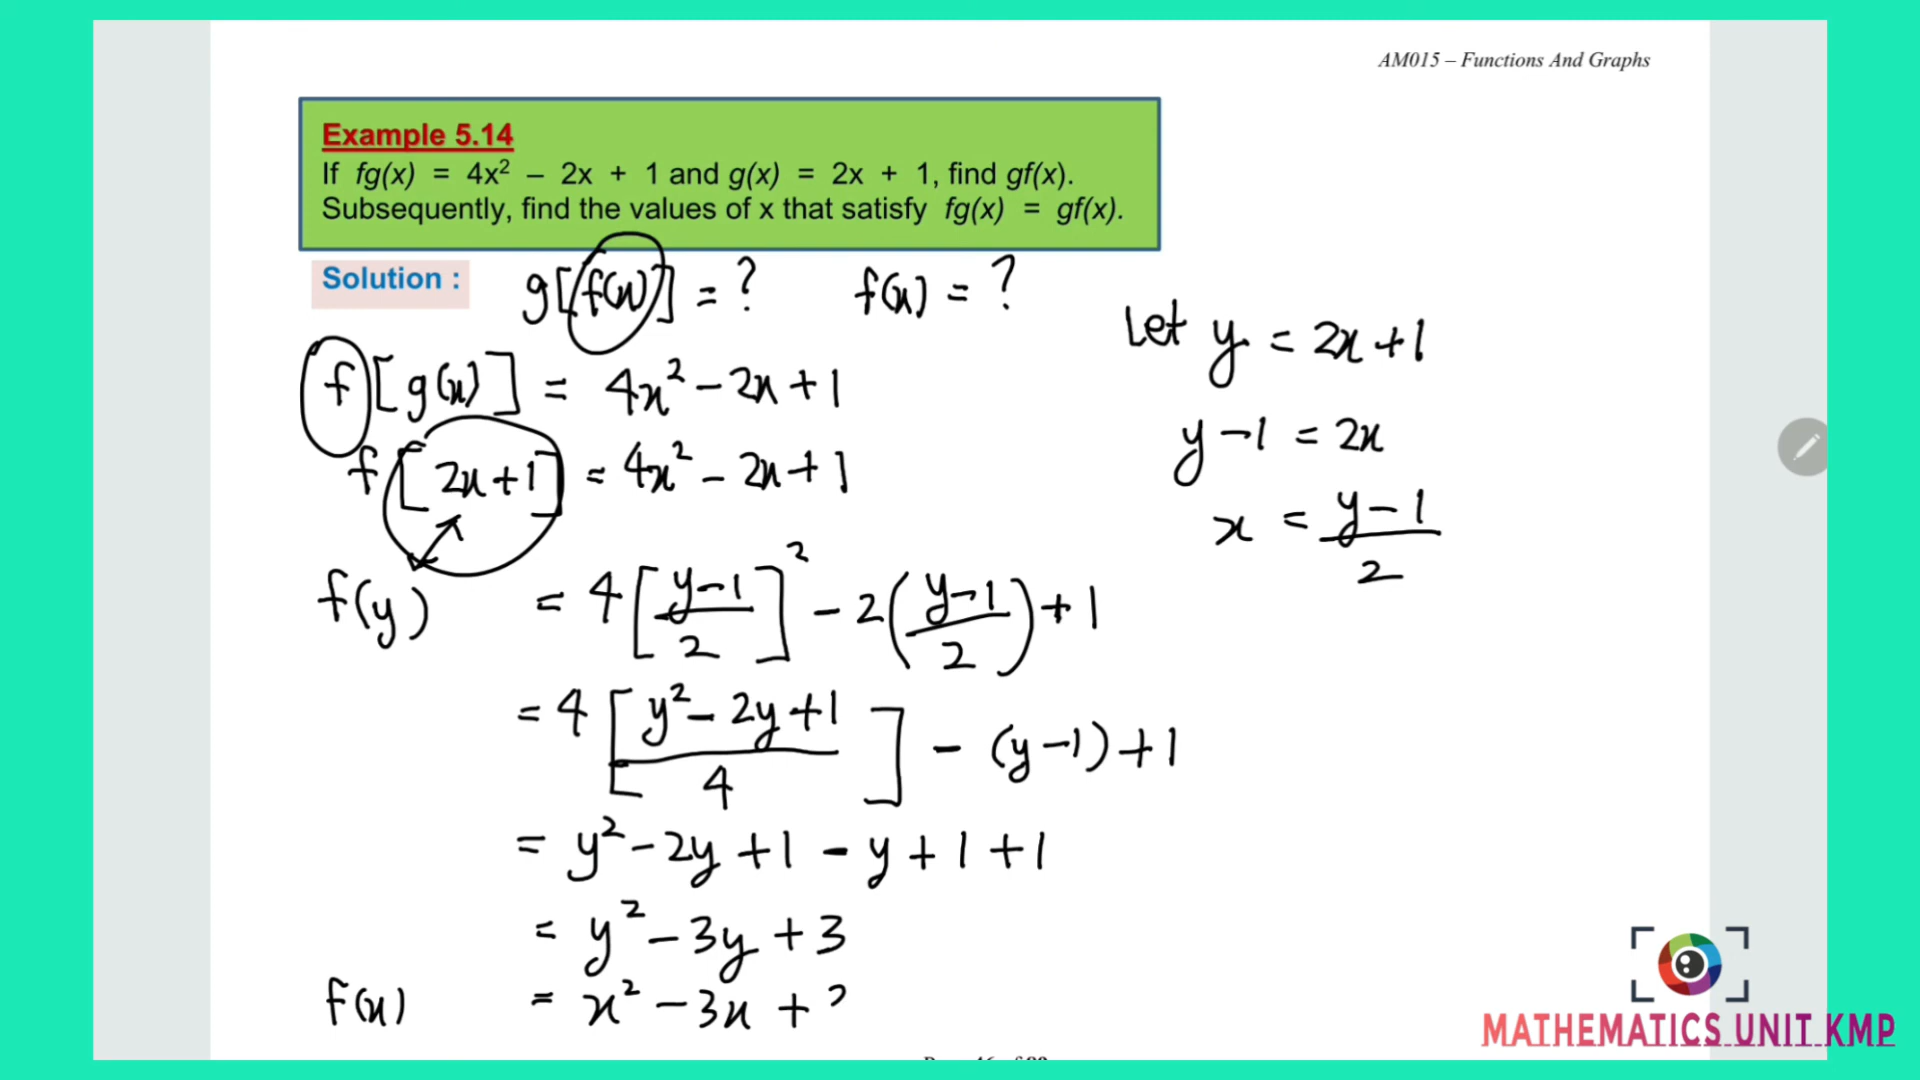 AM015 – Functions And Graphs
Example 5.14
If fg(x) = 4x² – 2x + 1 and g(x) = 2x + 1, find gf(x).
Subsequently, find the values of x that satisfy fg(x) = gf(x).
Solution :
g[f(x)] = ? f(x) = ?
f[g(x)] = 4x² - 2x + 1
f[2x+1] = 4x² - 2x + 1
f(y) = 4[(y-1)/2]² - 2((y-1)/2) + 1
= 4[(y² - 2y + 1)/4] - (y-1) + 1
= y² - 2y + 1 - y + 1 + 1
= y² - 3y + 3
f(x) = x² - 3x +
Let y = 2x + 1
y - 1 = 2x
x = (y-1)/2
MATHEMATICS UNIT KMP